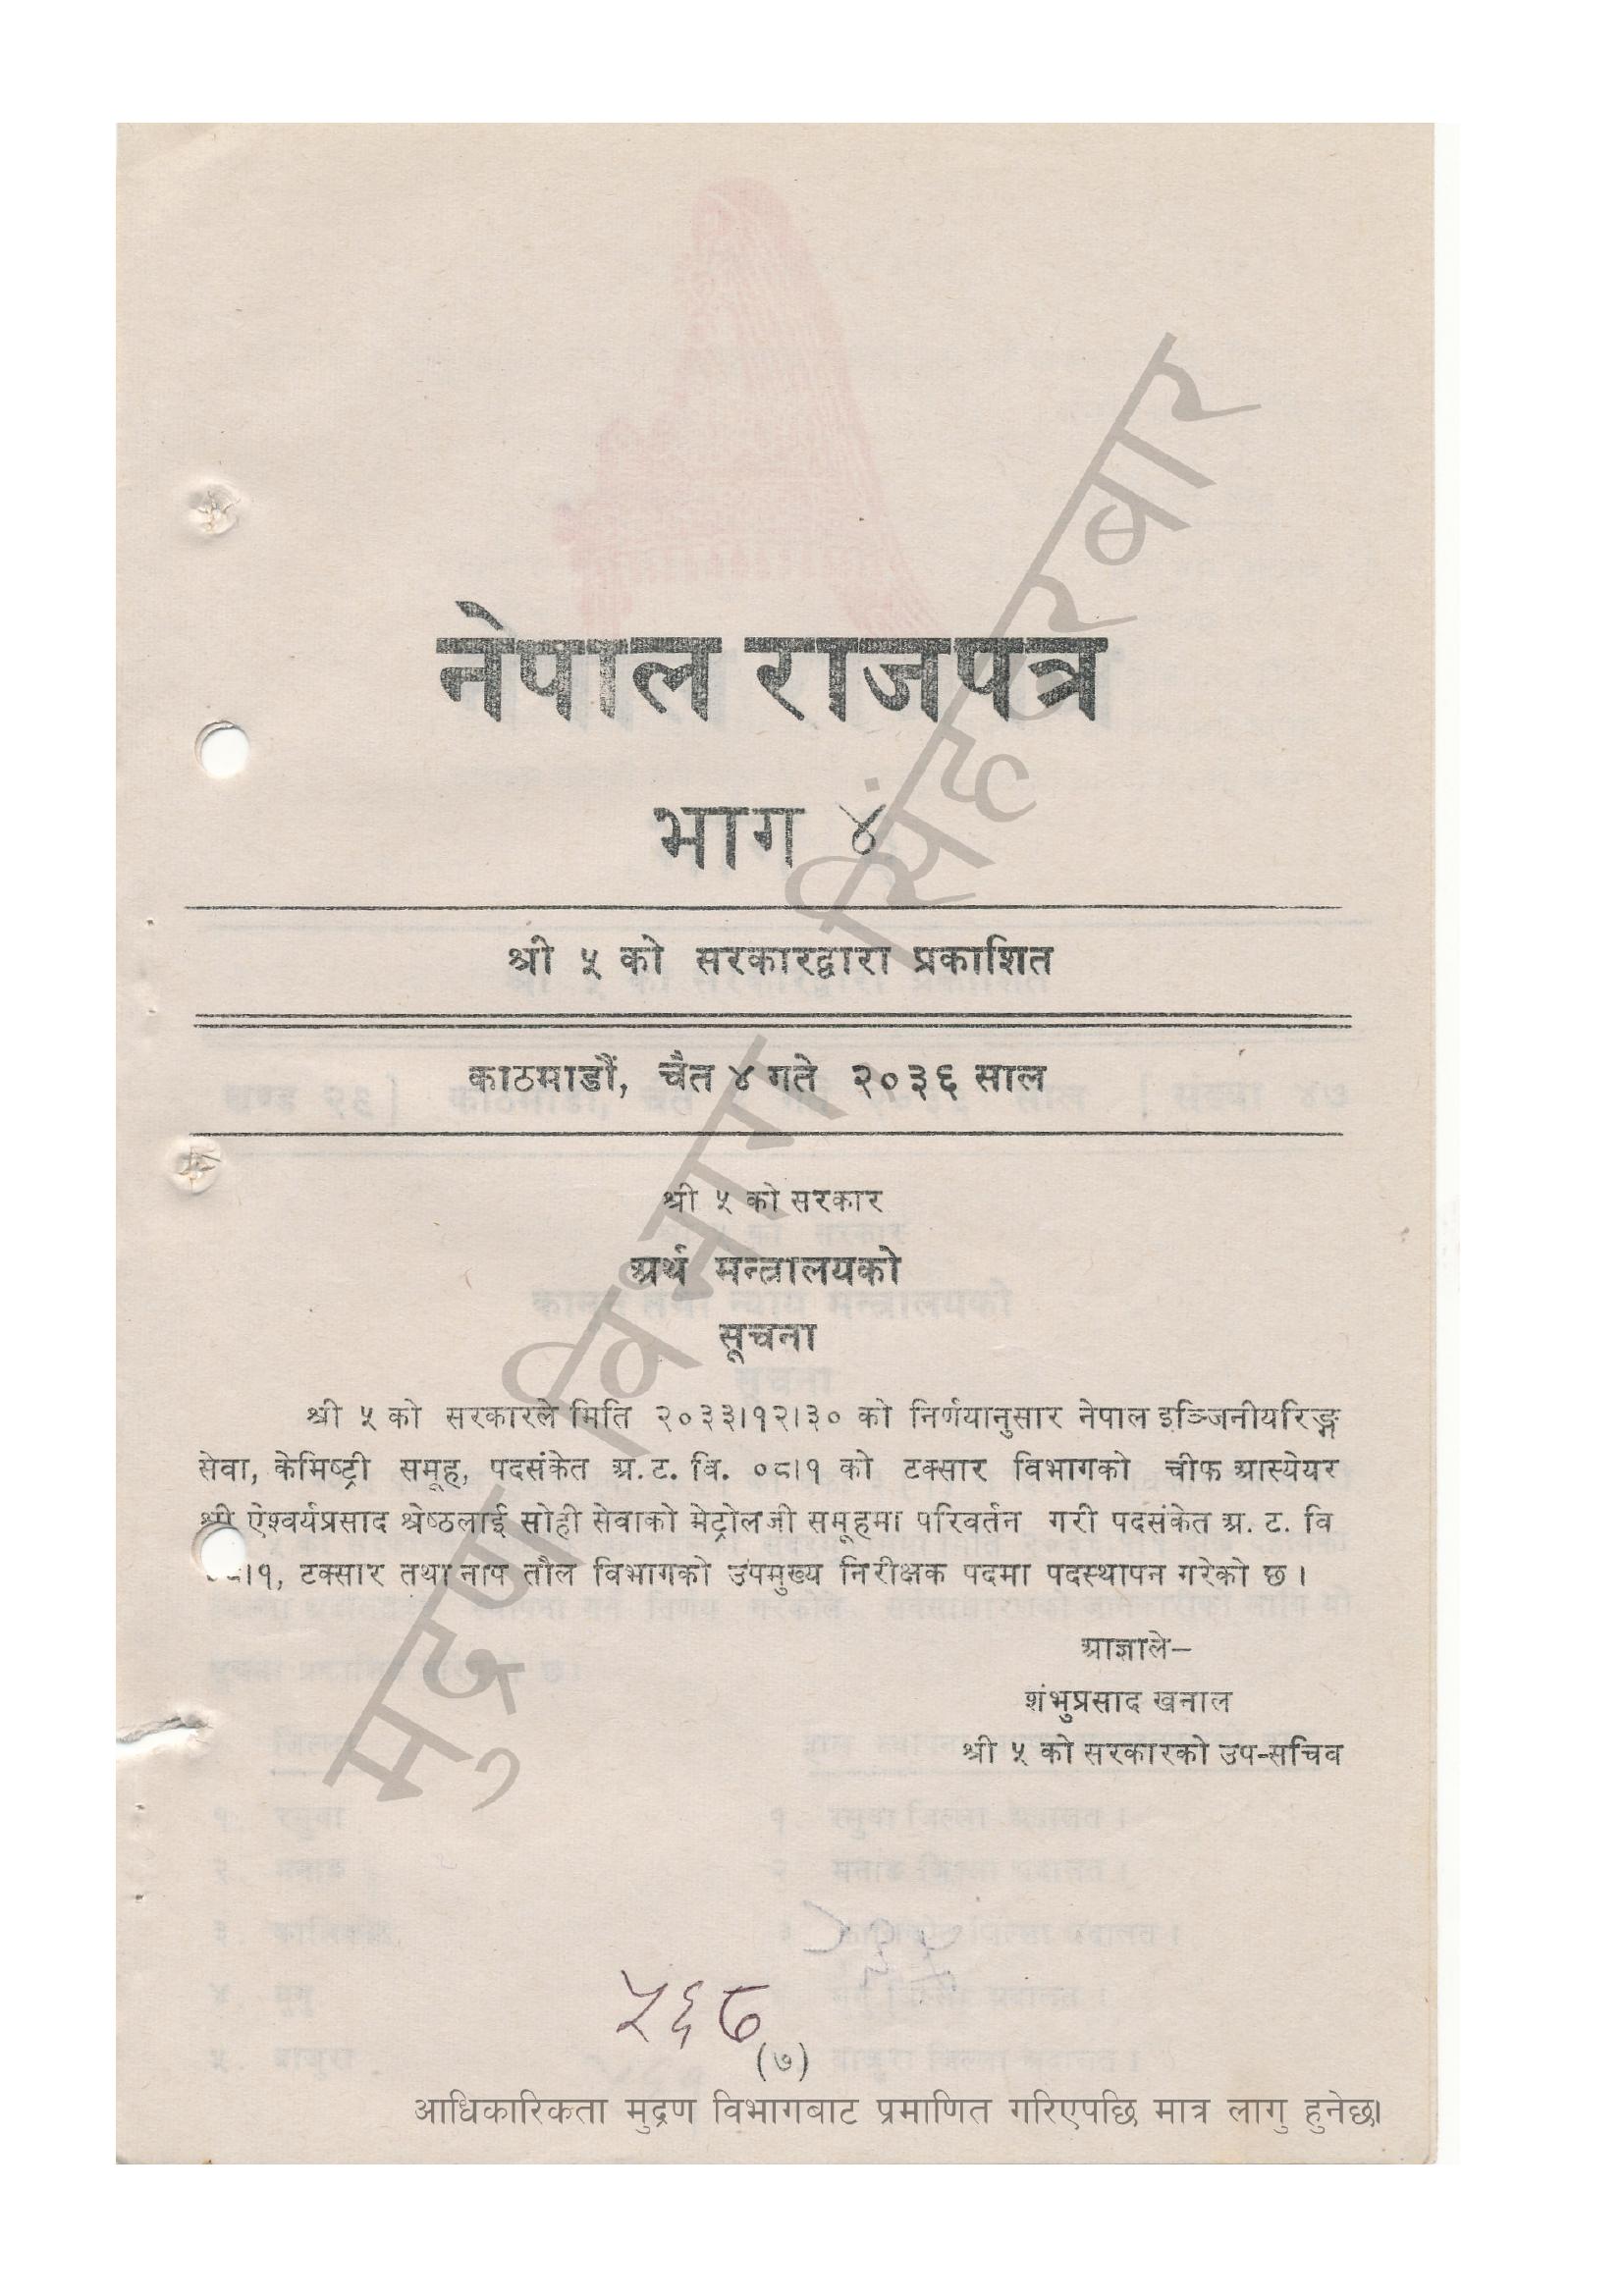 नेपाल राजपत्र
भाग ४
श्री ५ को सरकारद्वारा प्रकाशित
काठमाडौं, चैत ४ गते २०३६ साल
श्री ५ को सरकार
अर्थ मन्त्रालयको
सूचना
श्री ५ को सरकारले मिति २०३३।१२।३० को निर्णयानुसार नेपाल इञ्जिनीयरिङ्ग
सेवा, केमिष्ट्री समूह, पदसंकेत अ. ट. वि. ०८।१ को टक्सार विभागको चीफ आस्येयर
श्री ऐश्वर्यप्रसाद श्रेष्ठलाई सोही सेवाको मेट्रोलजी समूहमा परिवर्तन गरी पदसंकेत अ. ट. वि
८।१, टक्सार तथा नाप तौल विभागको उपमुख्य निरीक्षक पदमा पदस्थापन गरेको छ ।
आज्ञाले–
शंभुप्रसाद खनाल
श्री ५ को सरकारको उप-सचिव
५६८
(७)
आधिकारिकता मुद्रण विभागबाट प्रमाणित गरिएपछि मात्र लागु हुनेछ।
मुद्रण विभाग सिंहदरवार